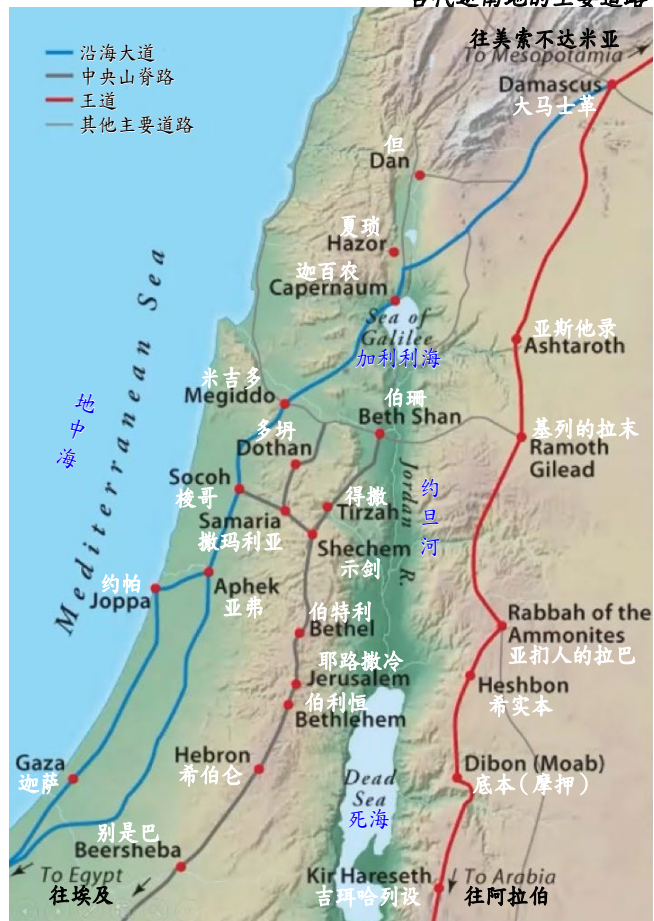 古代迦南地的主要道路
沿海大道
中央山脊路
王道
其他主要道路
往美索不达米亚
To Mesopotamia
Damascus
大马士革
但
Dan
夏琐
Hazor
迦百农
Capernaum
Sea of
Galilee
加利利海
亚斯他录
Ashtaroth
米吉多
Megiddo
伯珊
Beth Shan
基列的拉末
Ramoth
Gilead
多坍
Dothan
Mediterranean Sea
地
中
海
Socoh
梭哥
Samaria
撒玛利亚
得撒
Tirzah
Jordan R.
约
旦
河
Shechem
示剑
约帕
Joppa
Aphek
亚弗
伯特利
Bethel
Rabbah of the
Ammonites
亚扪人的拉巴
耶路撒冷
Jerusalem
伯利恒
Bethlehem
Heshbon
希实本
Hebron
希伯仑
Gaza
迦萨
Dead
Sea
死海
Dibon (Moab)
底本（摩押）
别是巴
Beersheba
To Egypt
往埃及
Kir Hareseth
吉珥哈列设
To Arabia
往阿拉伯